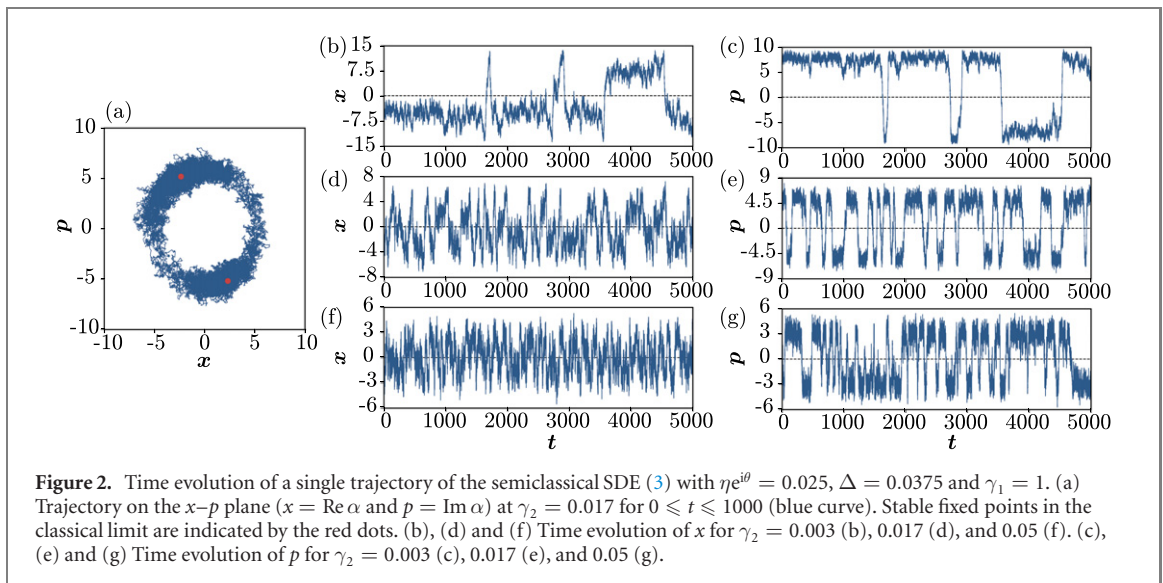 (a)
10
5
0
-5
-10
p
-10
-5
0
5
10
x
(b)
15
7.5
0
-7.5
-15
x
0 1000 2000 3000 4000 5000
(c)
10
5
0
-5
-10
p
0 1000 2000 3000 4000 5000
(d)
8
4
0
-4
-8
x
0 1000 2000 3000 4000 5000
(e)
9
4.5
0
-4.5
-9
p
0 1000 2000 3000 4000 5000
(f)
6
3
0
-3
-6
x
0 1000 2000 3000 4000 5000
t
(g)
6
3
0
-3
-6
p
0 1000 2000 3000 4000 5000
t
Figure 2. Time evolution of a single trajectory of the semiclassical SDE (3) with ηe^{iθ} = 0.025, Δ = 0.0375 and γ₁ = 1. (a)
Trajectory on the x–p plane (x = Re α and p = Im α) at γ₂ = 0.017 for 0 ⩽ t ⩽ 1000 (blue curve). Stable fixed points in the
classical limit are indicated by the red dots. (b), (d) and (f) Time evolution of x for γ₂ = 0.003 (b), 0.017 (d), and 0.05 (f). (c),
(e) and (g) Time evolution of p for γ₂ = 0.003 (c), 0.017 (e), and 0.05 (g).